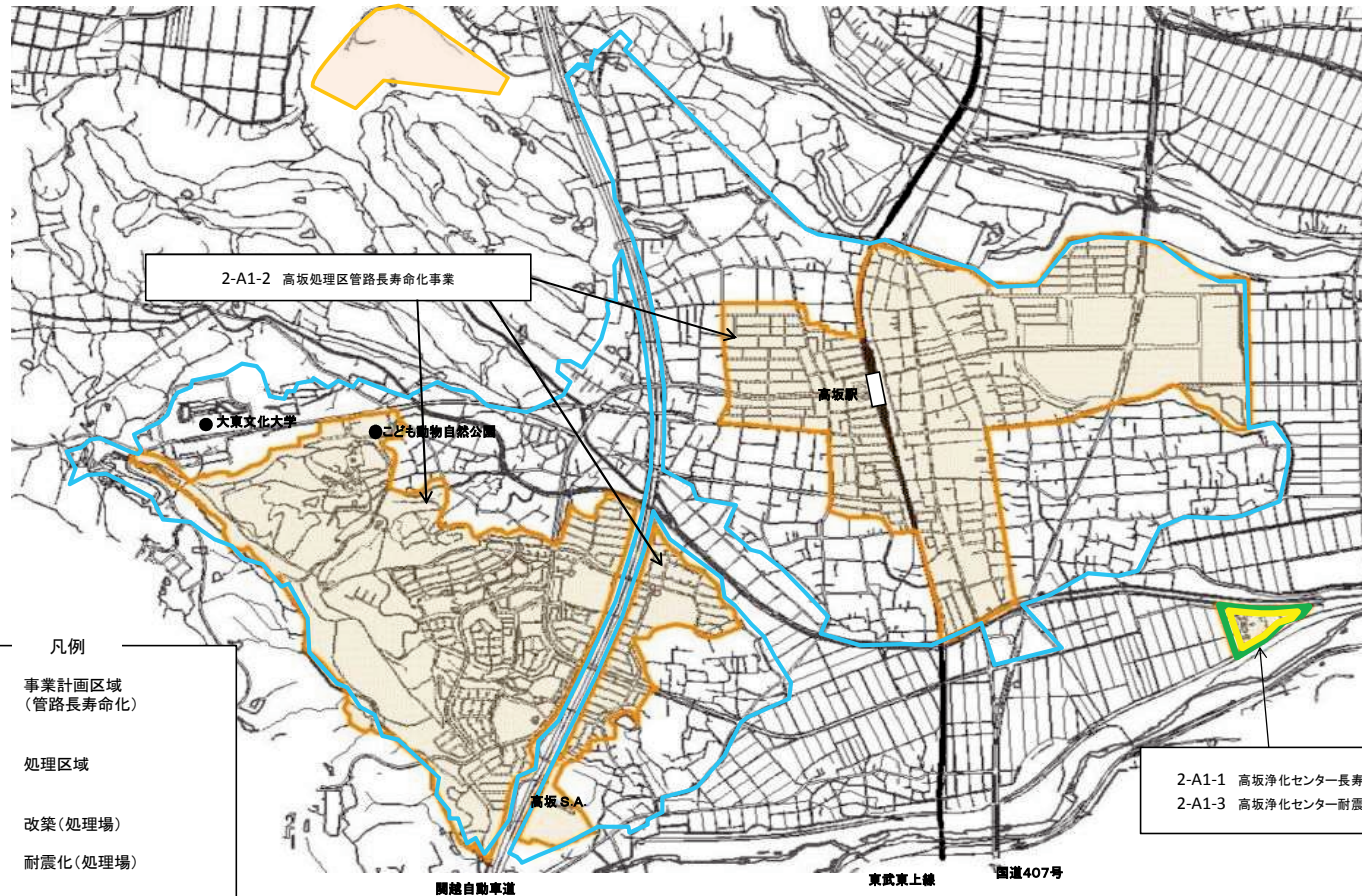 2-A1-2 高坂処理区管路長寿命化事業
高坂駅
大東文化大学
こども動物自然公園
凡例
事業計画区域
(管路長寿命化)
処理区域
改築(処理場)
耐震化(処理場)
高坂 S.A.
2-A1-1 高坂浄化センター長寿
2-A1-3 高坂浄化センター耐震
関越自動車道
東武東上線
国道407号